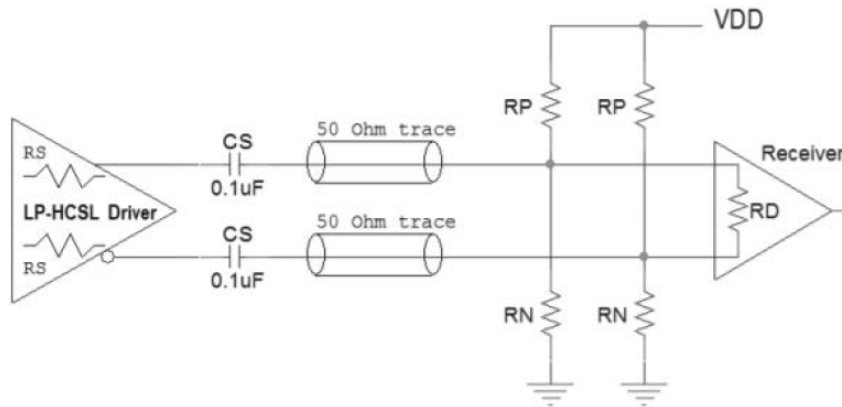 VDD
RP
RP
50 Ohm trace
CS
0.1uF
RS
LP-HCSL Driver
RS
Receiver
RD
50 Ohm trace
CS
0.1uF
RN
RN